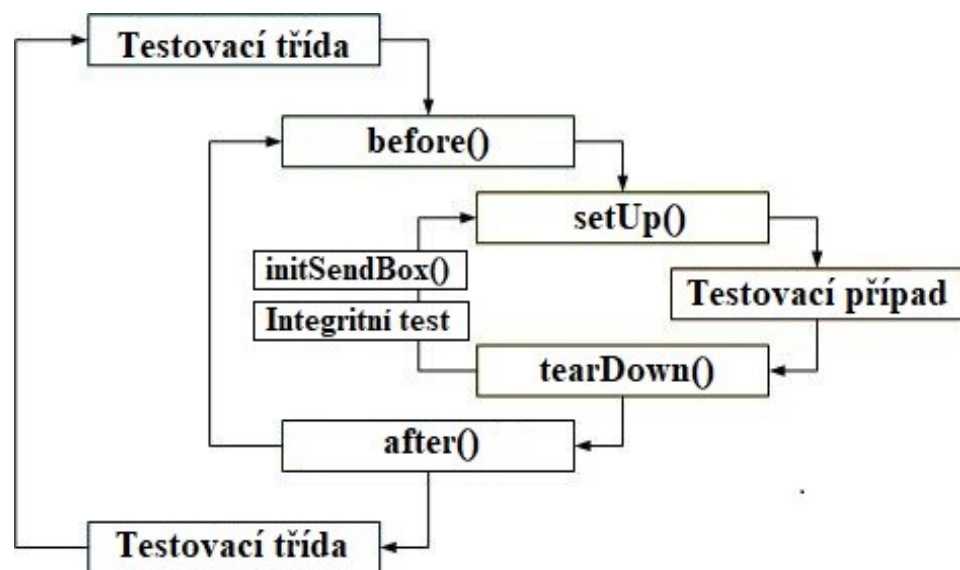 Testovací třída
before()
setUp()
initSendBox()
Testovací případ
Integritní test
tearDown()
after()
Testovací třída